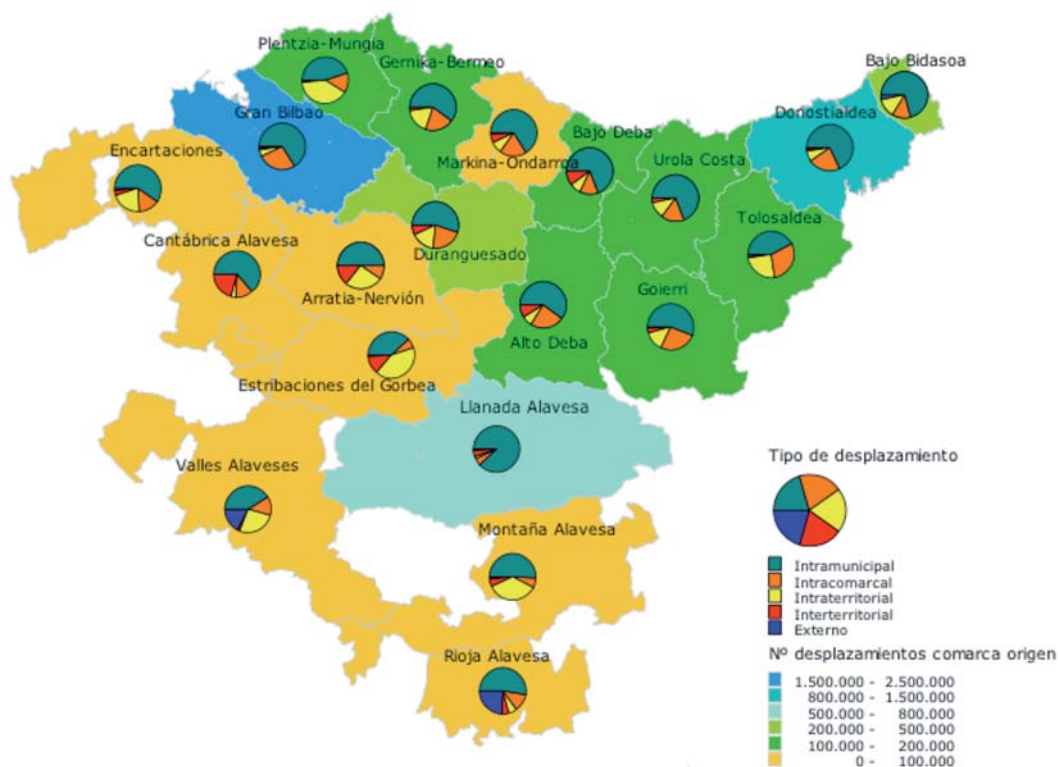 Plentzia-Mungia
Gernika-Bermeo
Bajo Bidasoa
Gran Bilbao
Donostialdea
Encartaciones
Markina-Ondarroa
Bajo Deba
Urola Costa
Tolosaldea
Cantábrica Alavesa
Duranguesado
Arratia-Nervión
Goierri
Alto Deba
Estribaciones del Gorbea
Llanada Alavesa
Valles Alaveses
Montaña Alavesa
Rioja Alavesa
Tipo de desplazamiento
Intramunicipal
Intracomarcal
Intraterritorial
Interterritorial
Externo
Nº desplazamientos comarca origen
1.500.000 - 2.500.000
800.000 - 1.500.000
500.000 - 800.000
200.000 - 500.000
100.000 - 200.000
0 - 100.000